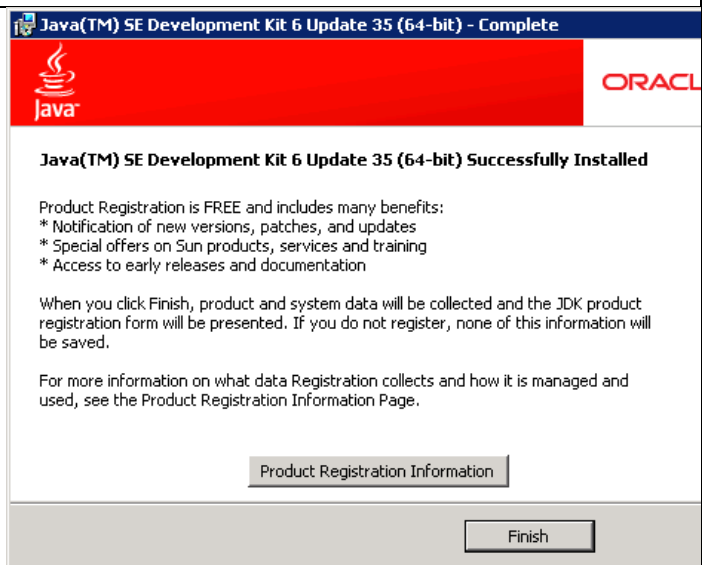 Java(TM) SE Development Kit 6 Update 35 (64-bit) - Complete
Java
ORACL
Java(TM) SE Development Kit 6 Update 35 (64-bit) Successfully Installed
Product Registration is FREE and includes many benefits:
* Notification of new versions, patches, and updates
* Special offers on Sun products, services and training
* Access to early releases and documentation
When you click Finish, product and system data will be collected and the JDK product
registration form will be presented. If you do not register, none of this information will
be saved.
For more information on what data Registration collects and how it is managed and
used, see the Product Registration Information Page.
Product Registration Information
Finish